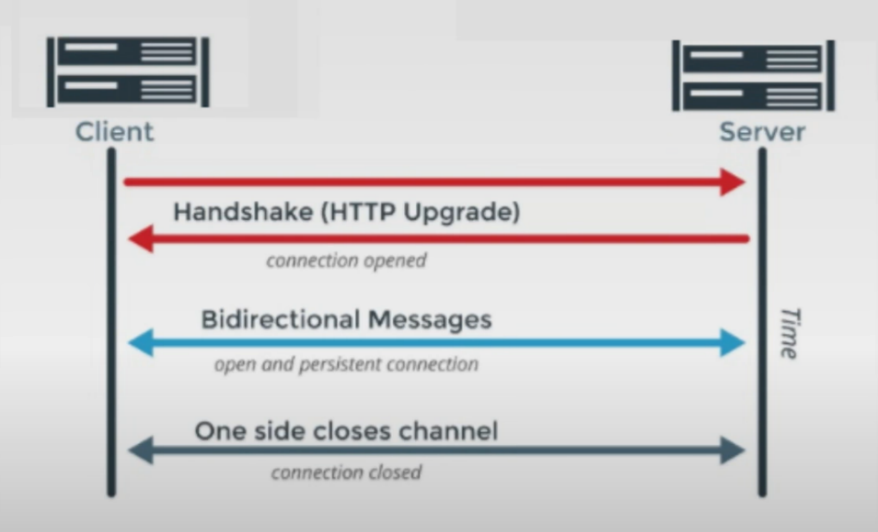 Client
Server
Handshake (HTTP Upgrade)
connection opened
Bidirectional Messages
open and persistent connection
Time
One side closes channel
connection closed